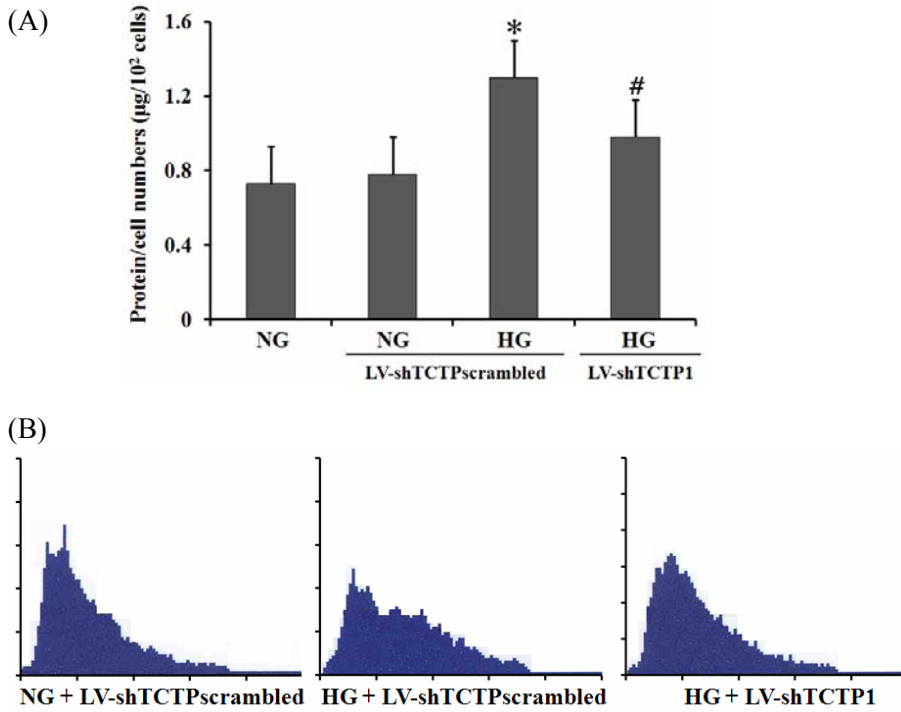 (A)
Protein/cell numbers (μg/10² cells)
1.6
1.2
0.8
0.4
0
*
#
NG
NG
HG
HG
LV-shTCTPscrambled
LV-shTCTP1
(B)
NG + LV-shTCTPscrambled
HG + LV-shTCTPscrambled
HG + LV-shTCTP1